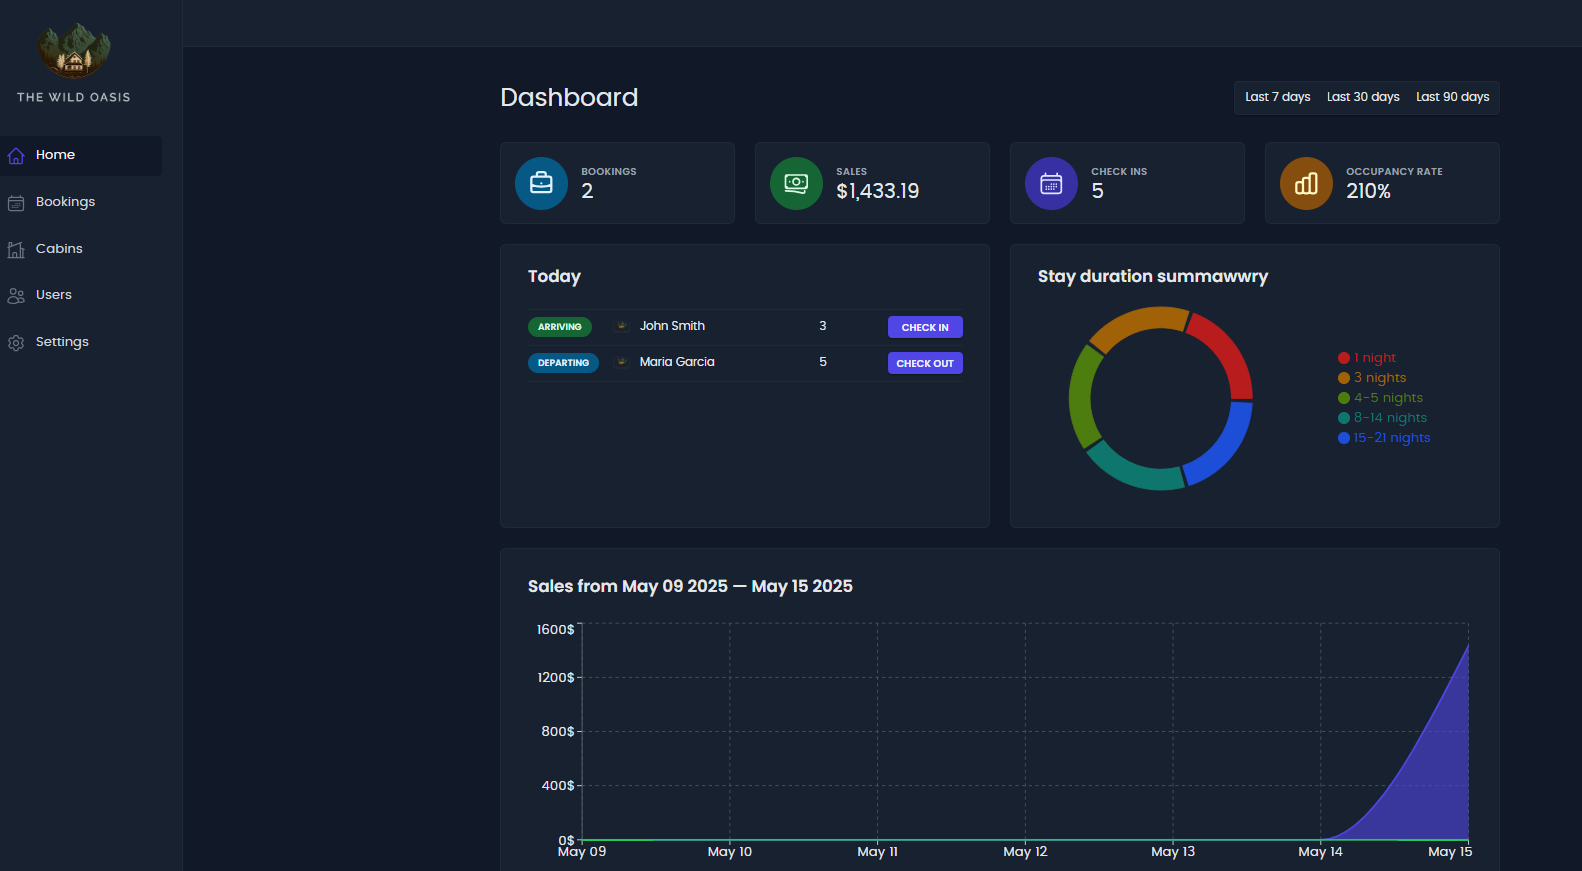 THE WILD OASIS
Home
Bookings
Cabins
Users
Settings
Dashboard
Last 7 days Last 30 days Last 90 days
BOOKINGS
2
SALES
$1,433.19
CHECK INS
5
OCCUPANCY RATE
210%
Today
ARRIVING John Smith 3 CHECK IN
DEPARTING Maria Garcia 5 CHECK OUT
Stay duration summawwry
1 night
3 nights
4-5 nights
8-14 nights
15-21 nights
Sales from May 09 2025 — May 15 2025
1600$
1200$
800$
400$
0$
May 09 May 10 May 11 May 12 May 13 May 14 May 15